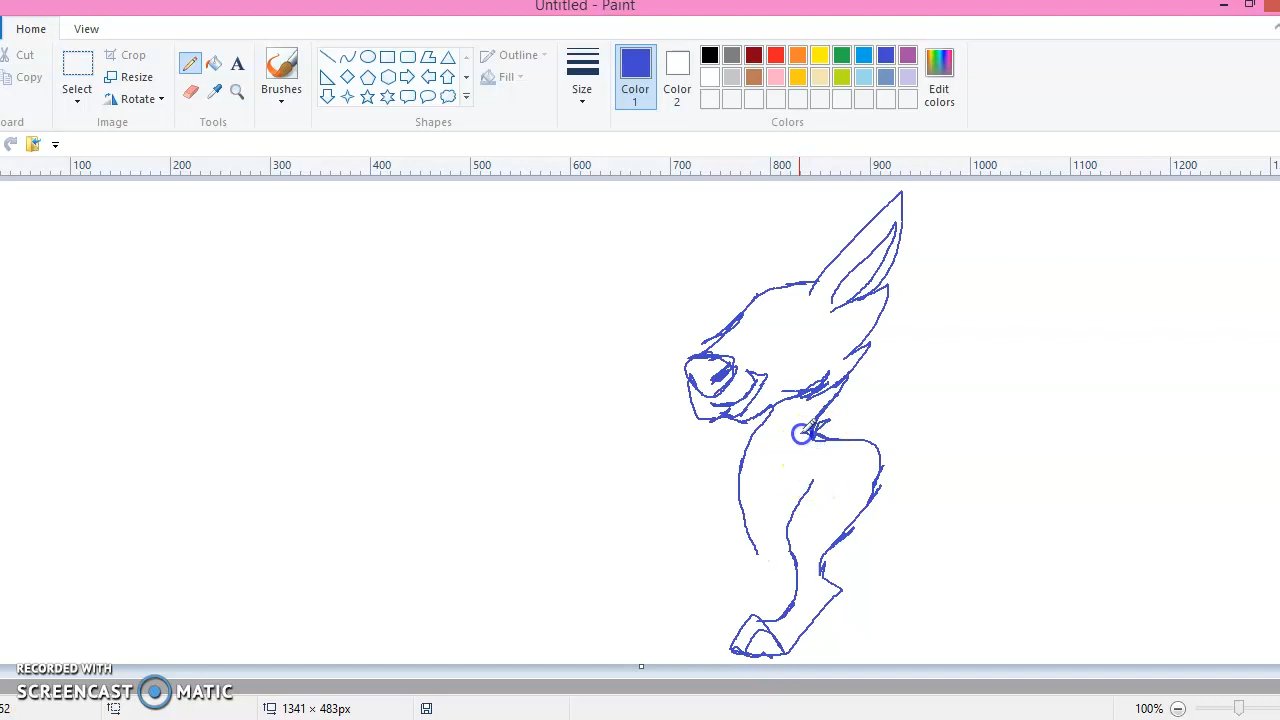 Untitled - Paint
Home View
Cut
Copy
Select
Crop
Resize
Rotate
Brushes
Outline
Fill
Size
Color
1
Color
2
Edit
colors
oard
Image
Tools
Shapes
Colors
100 200 300 400 500 600 700 800 900 1000 1100 1200
RECORDED WITH
SCREENCAST MATIC
52
1341 × 483px
100%